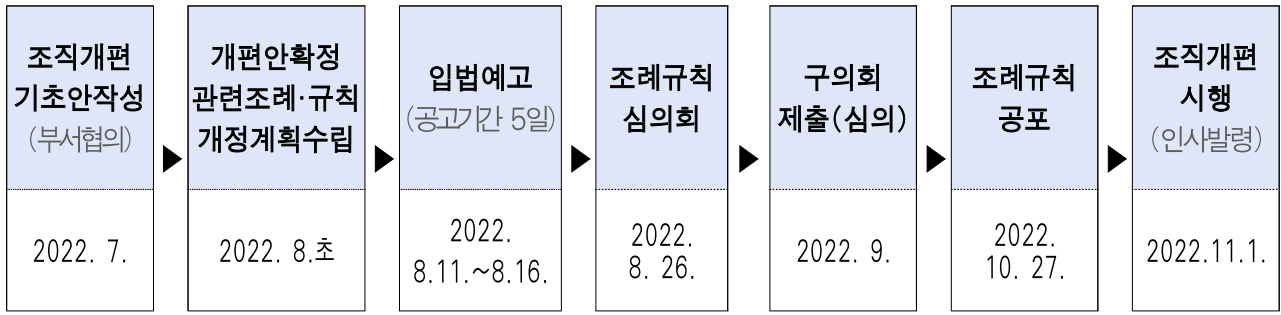 조직개편
기초안작성
(부서협의)
2022. 7.
개편안확정
관련조례·규칙
개정계획수립
2022. 8.초
입법예고
(공고기간 5일)
2022.
8.11.~8.16.
조례규칙
심의회
2022.
8. 26.
구의회
제출(심의)
2022. 9.
조례규칙
공포
2022.
10. 27.
조직개편
시행
(인사발령)
2022.11.1.